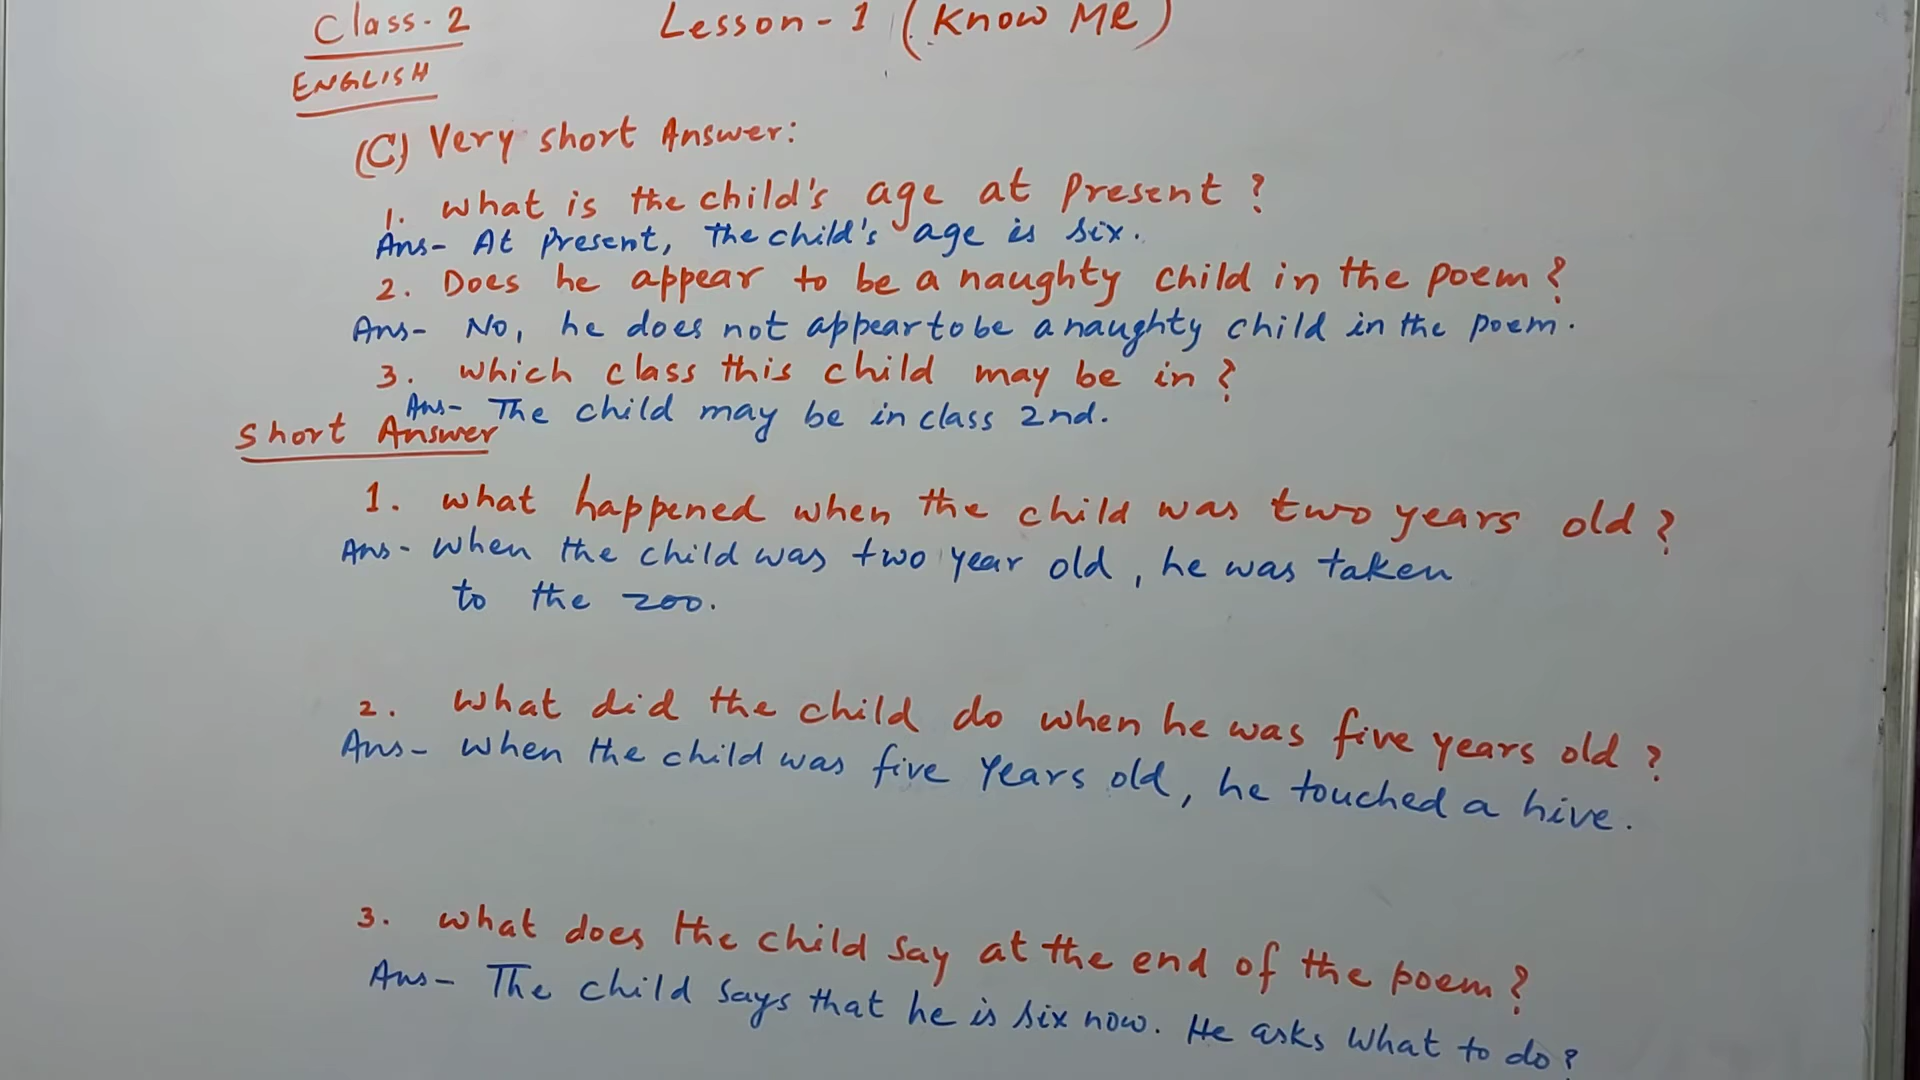 Class-2 Lesson-1 (Know Me)
ENGLISH
(C) Very short Answer:
1. What is the child's age at present?
Ans- At present, the child's age is six.
2. Does he appear to be a naughty child in the poem?
Ans- No, he does not appear to be a naughty child in the poem.
3. Which class this child may be in?
Ans- The child may be in class 2nd.
Short Answer
1. What happened when the child was two years old?
Ans- When the child was two year old, he was taken
to the zoo.
2. What did the child do when he was five years old?
Ans- When the child was five years old, he touched a hive.
3. What does the child say at the end of the poem?
Ans- The child says that he is six now. He asks what to do?